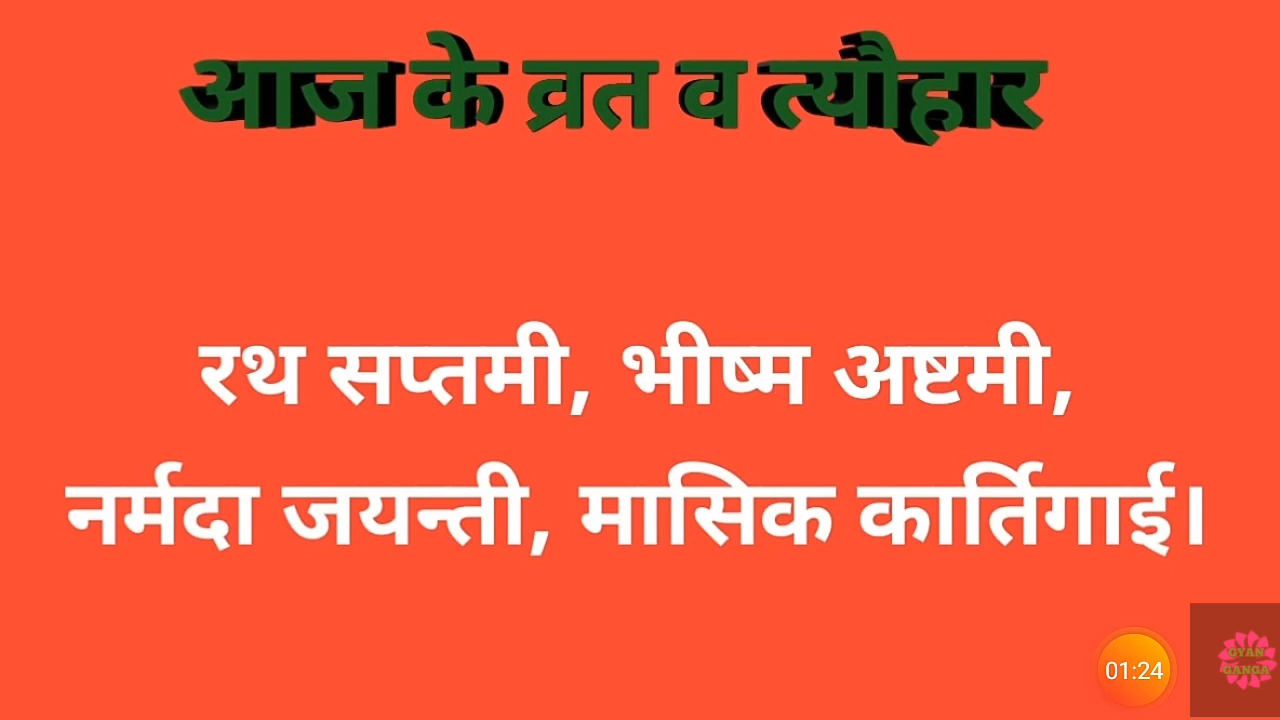 आज के व्रत व त्यौहार
रथ सप्तमी, भीष्म अष्टमी,
नर्मदा जयन्ती, मासिक कार्तिगाई।
01:24
GYAN
GANGA